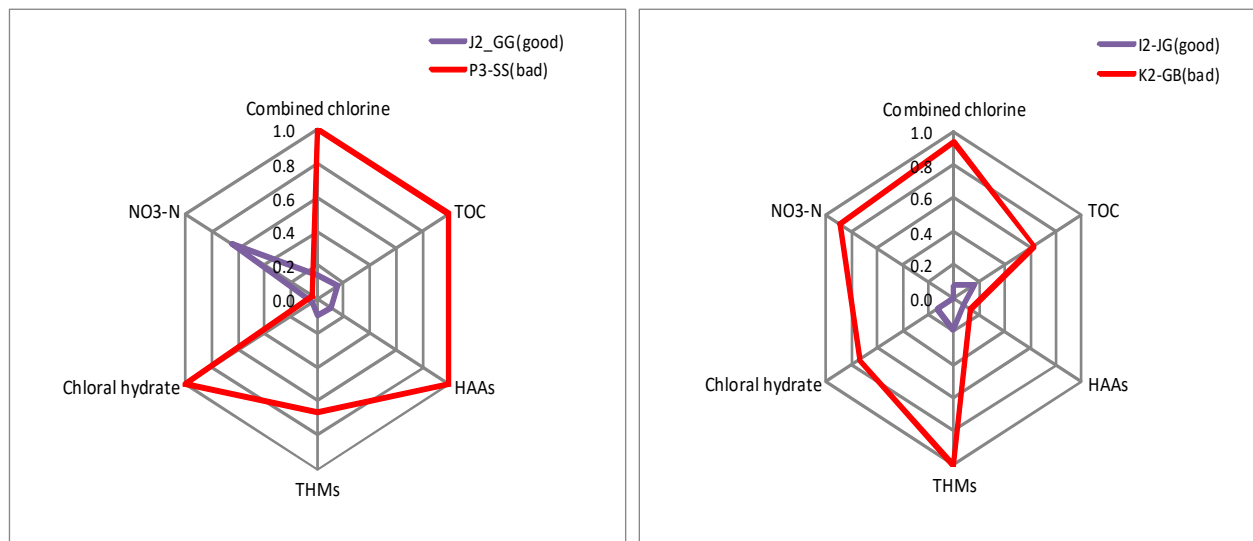 J2_GG(good)
P3-SS(bad)
Combined chlorine
1.0
0.8
0.6
0.4
0.2
0.0
NO3-N
TOC
Chloral hydrate
HAAs
THMs
I2-JG(good)
K2-GB(bad)
Combined chlorine
1.0
0.8
0.6
0.4
0.2
0.0
NO3-N
TOC
Chloral hydrate
HAAs
THMs